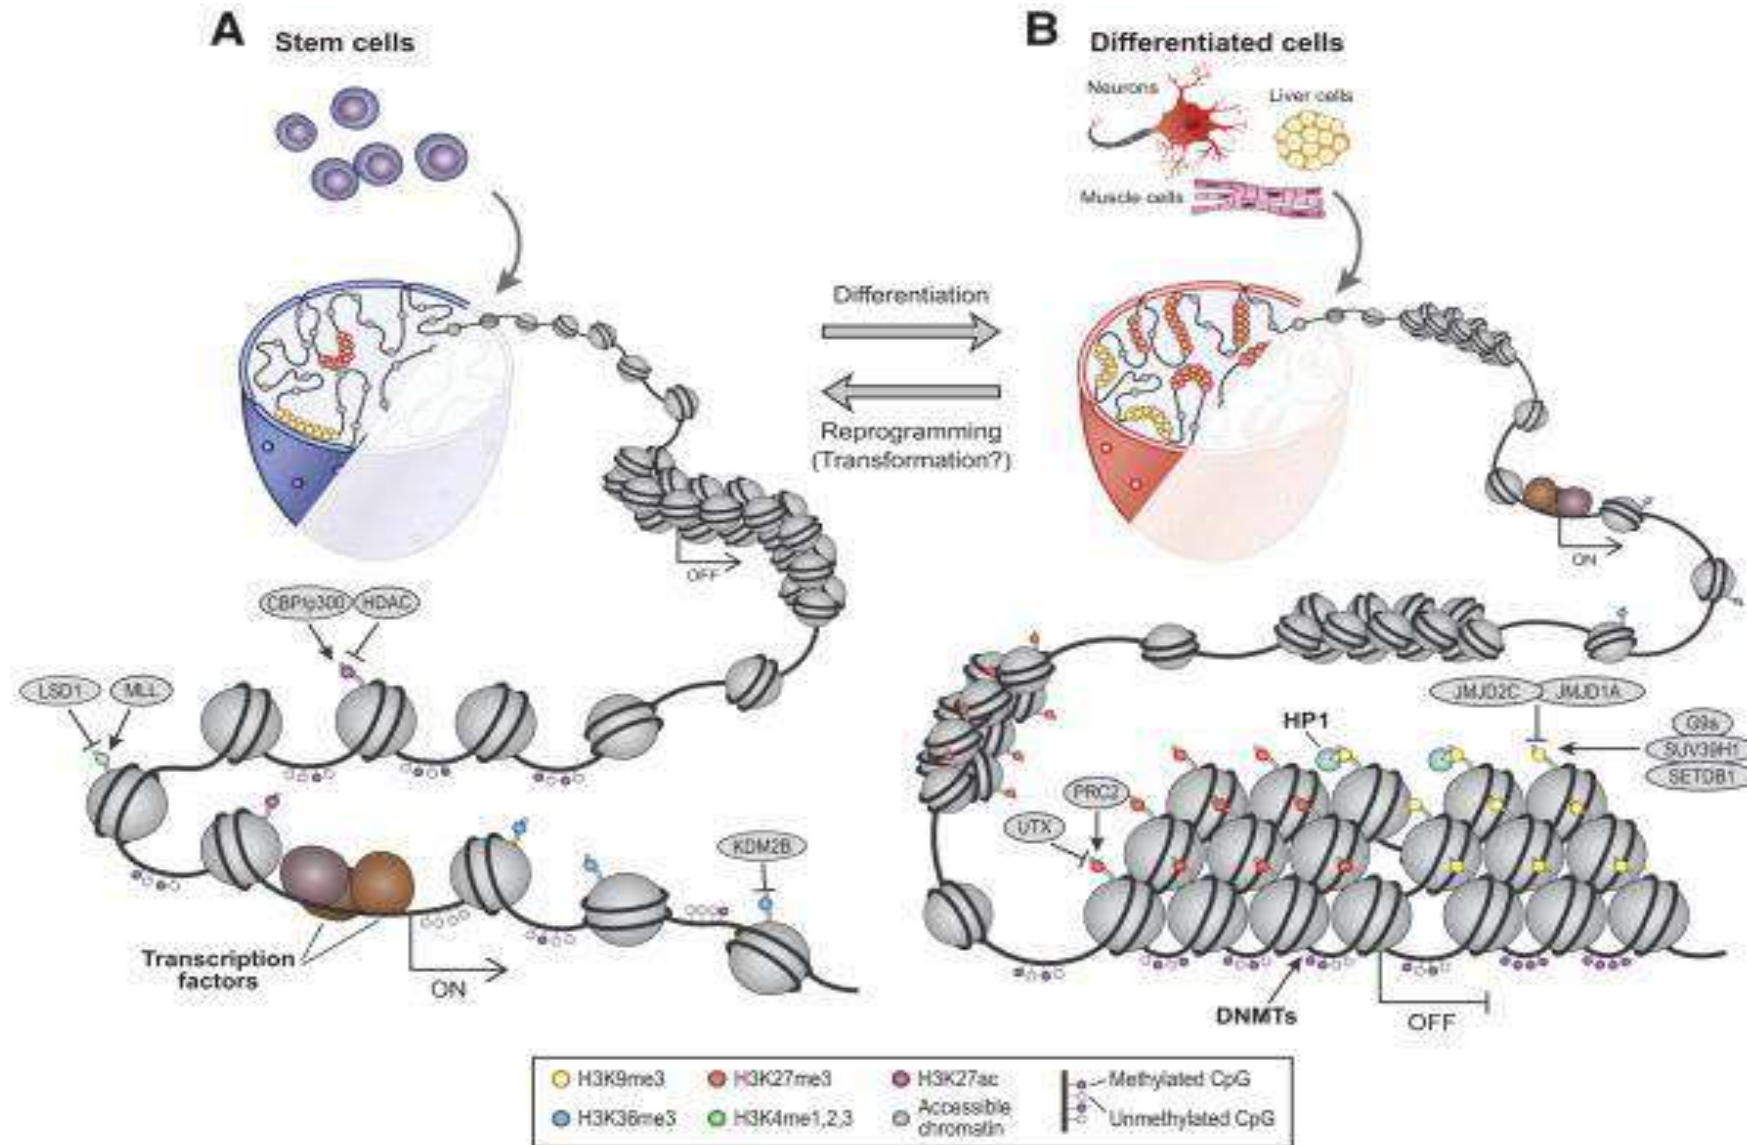 A
Stem cells
B
Differentiated cells
Neurons
Liver cells
Muscle cells
Differentiation
Reprogramming
(Transformation?)
OFF
ON
CBP/p300
HDAC
LSD1
MLL
KDM2B
Transcription
factors
ON
JMJD2C
JMJD1A
G9a
SUV39H1
SETDB1
HP1
PRC2
UTX
DNMTs
OFF
H3K9me3
H3K27me3
H3K27ac
Methylated CpG
H3K36me3
H3K4me1,2,3
Accessible
chromatin
Unmethylated CpG